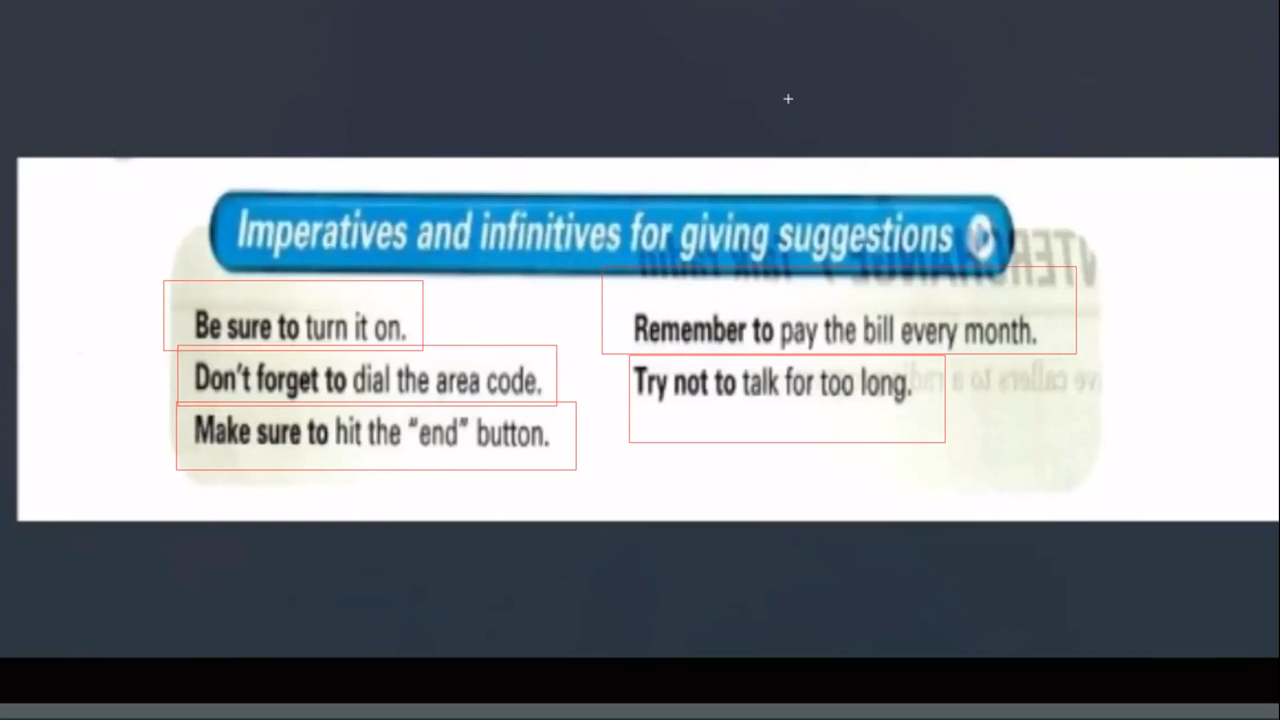 Imperatives and infinitives for giving suggestions
Be sure to turn it on.
Don't forget to dial the area code.
Make sure to hit the “end” button.
Remember to pay the bill every month.
Try not to talk for too long.